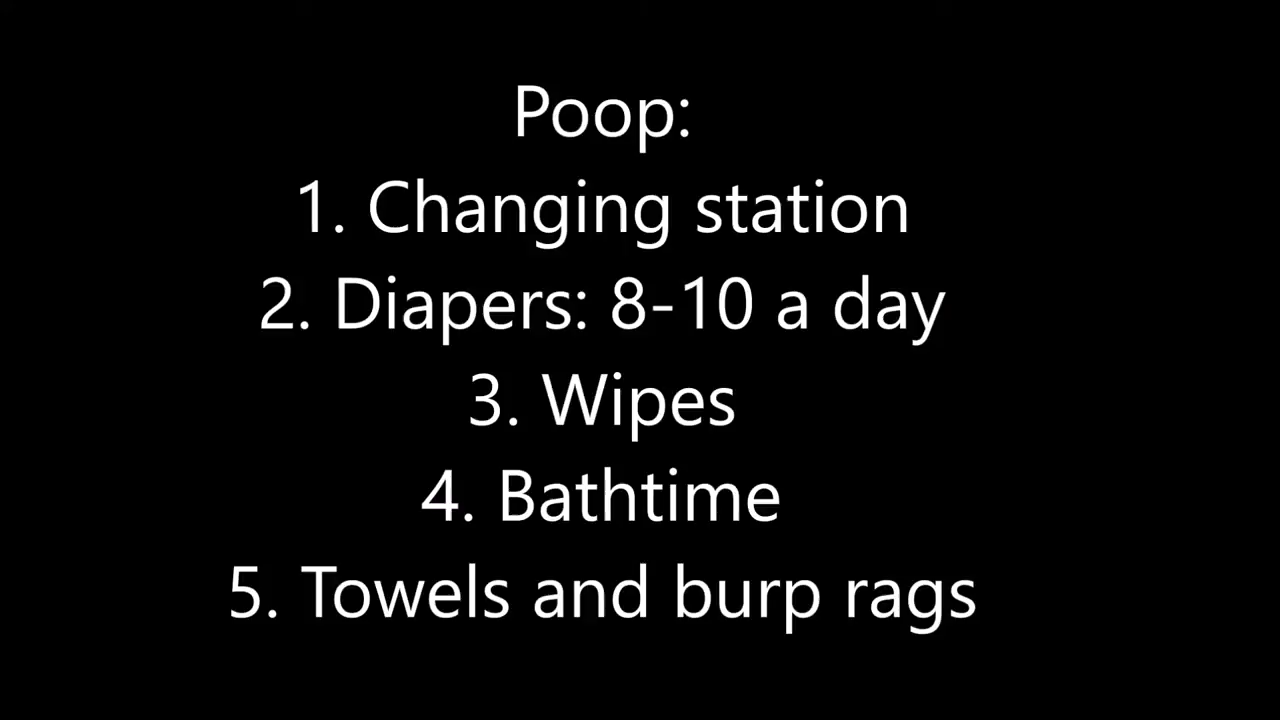 Poop:
1. Changing station
2. Diapers: 8-10 a day
3. Wipes
4. Bathtime
5. Towels and burp rags